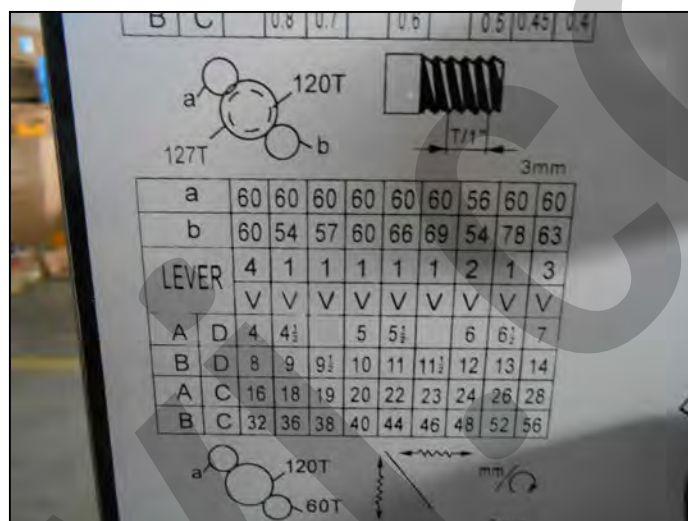 B C 0.8 0.7 0.6 0.5 0.45 0.4
a 120T
127T b
T/1"
3mm
a 60 60 60 60 60 60 56 60 60
b 60 54 57 60 66 69 54 78 63
LEVER 4 1 1 1 1 1 2 1 3
V V V V V V V V V
A D 4 4½ 5 5½ 6 6½ 7
B D 8 9 9½ 10 11 11½ 12 13 14
A C 16 18 19 20 22 23 24 26 28
B C 32 36 38 40 44 46 48 52 56
a 120T mm/
60T